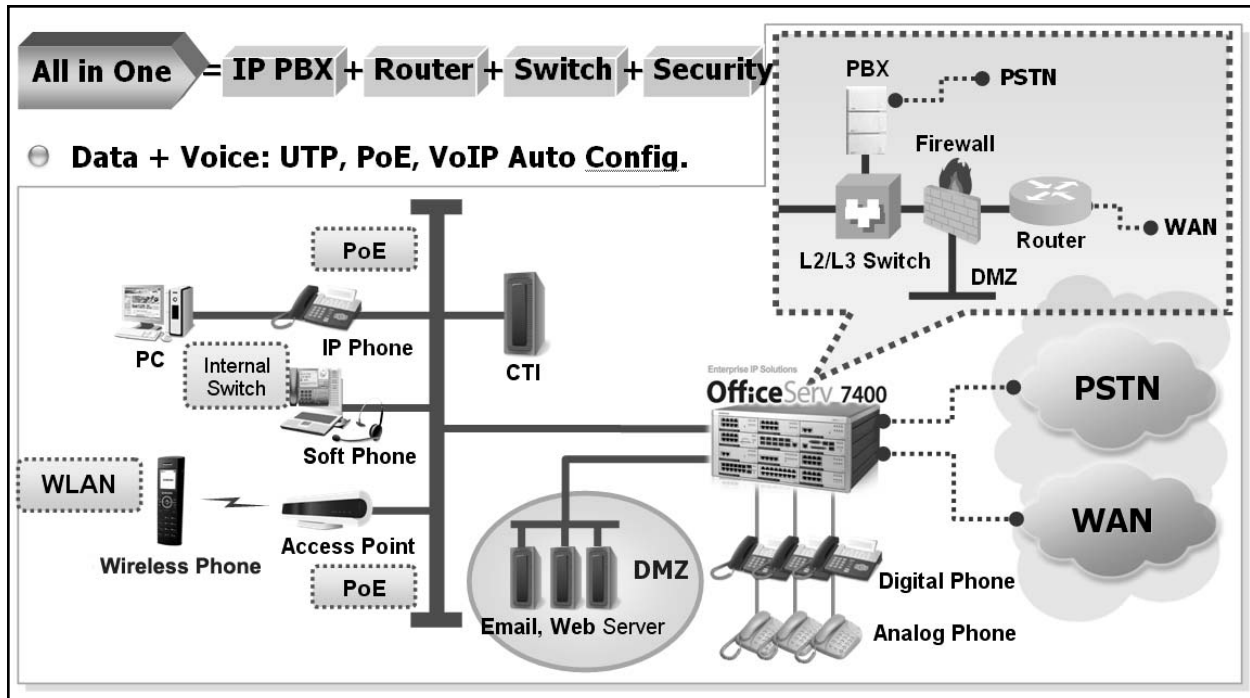 All in One = IP PBX + Router + Switch + Security
Data + Voice: UTP, PoE, VoIP Auto Config.
PBX
PSTN
Firewall
L2/L3 Switch
Router
WAN
DMZ
PoE
PC
IP Phone
CTI
Internal
Switch
Soft Phone
WLAN
Wireless Phone
Access Point
PoE
Enterprise IP Solutions
OfficeServ 7400
PSTN
WAN
DMZ
Email, Web Server
Digital Phone
Analog Phone